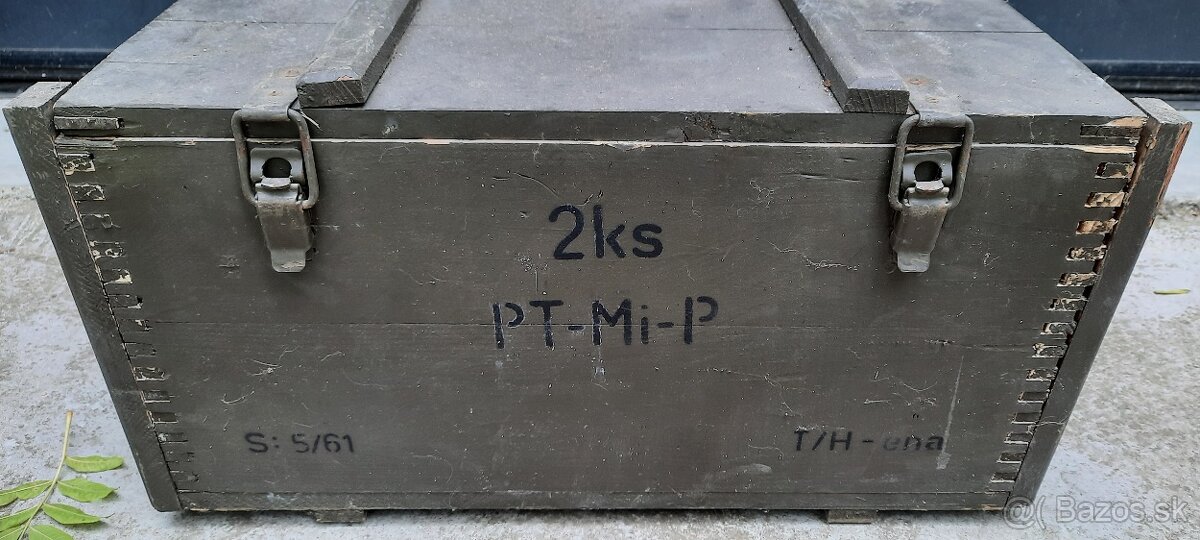 2ks
PT-Mi-P
S: 5/61
T/H - ena
@( Bazos.sk